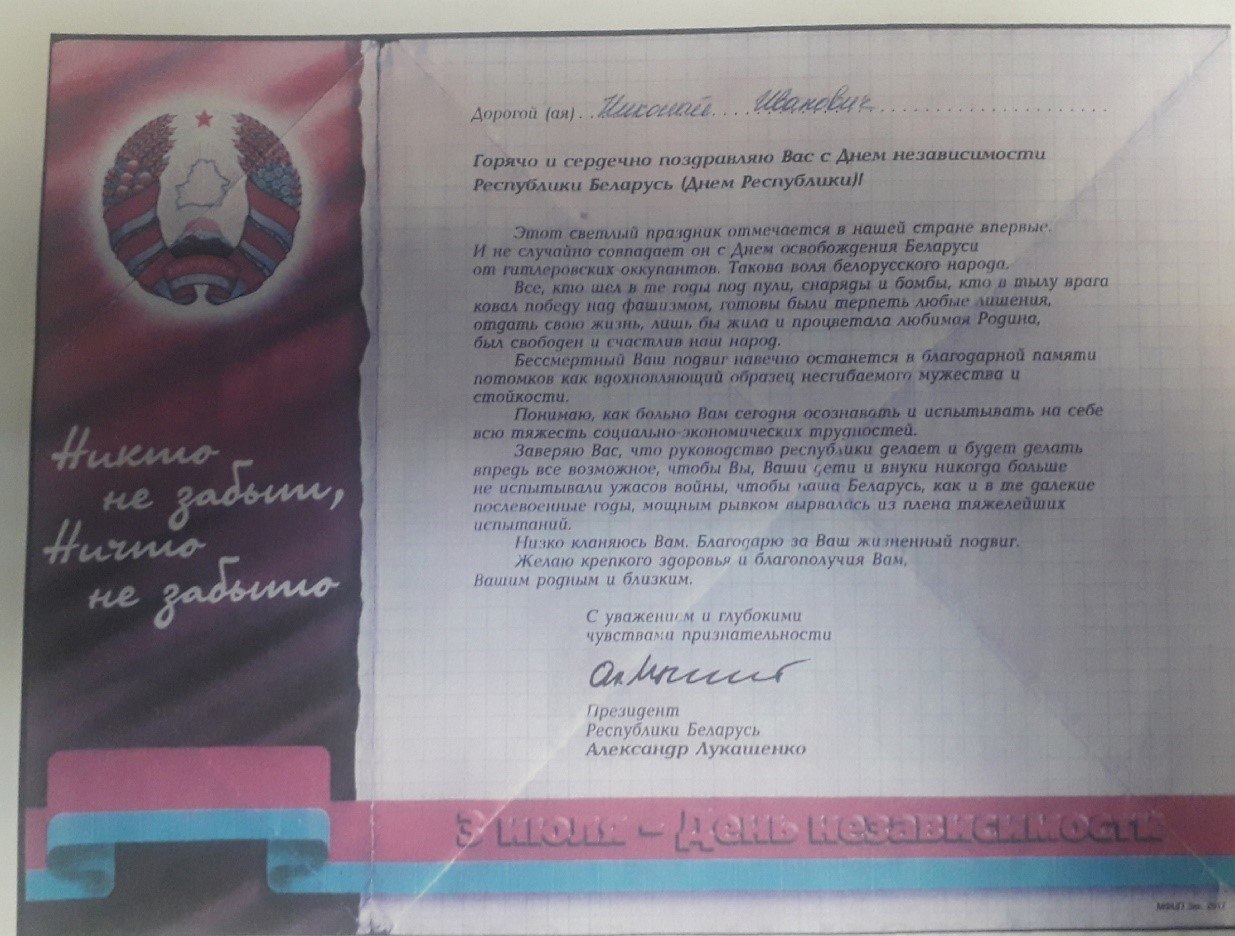 Никто
не забыт,
Ничто
не забыто
Дорогой (ая) . . Николай . . . . Иванович . . . . . . . . . . . . . . . . . . . .
Горячо и сердечно поздравляю Вас с Днем независимости
Республики Беларусь (Днем Республики)!
Этот светлый праздник отмечается в нашей стране впервые.
И не случайно совпадает он с Днем освобождения Беларуси
от гитлеровских оккупантов. Такова воля белорусского народа.
Все, кто шел в те годы под пули, снаряды и бомбы, кто в тылу врага
ковал победу над фашизмом, готовы были терпеть любые лишения,
отдать свою жизнь, лишь бы жила и процветала любимая Родина,
был свободен и счастлив наш народ.
Бессмертный Ваш подвиг навечно останется в благодарной памяти
потомков как вдохновляющий образец несгибаемого мужества и
стойкости.
Понимаю, как больно Вам сегодня осознавать и испытывать на себе
всю тяжесть социально-экономических трудностей.
Заверяю Вас, что руководство республики делает и будет делать
впредь все возможное, чтобы Вы, Ваши дети и внуки никогда больше
не испытывали ужасов войны, чтобы наша Беларусь, как и в те далекие
послевоенные годы, мощным рывком вырвалась из плена тяжелейших
испытаний.
Низко кланяюсь Вам. Благодарю за Ваш жизненный подвиг.
Желаю крепкого здоровья и благополучия Вам,
Вашим родным и близким.
С уважением и глубокими
чувствами признательности
Президент
Республики Беларусь
Александр Лукашенко
3 июля – День независимости